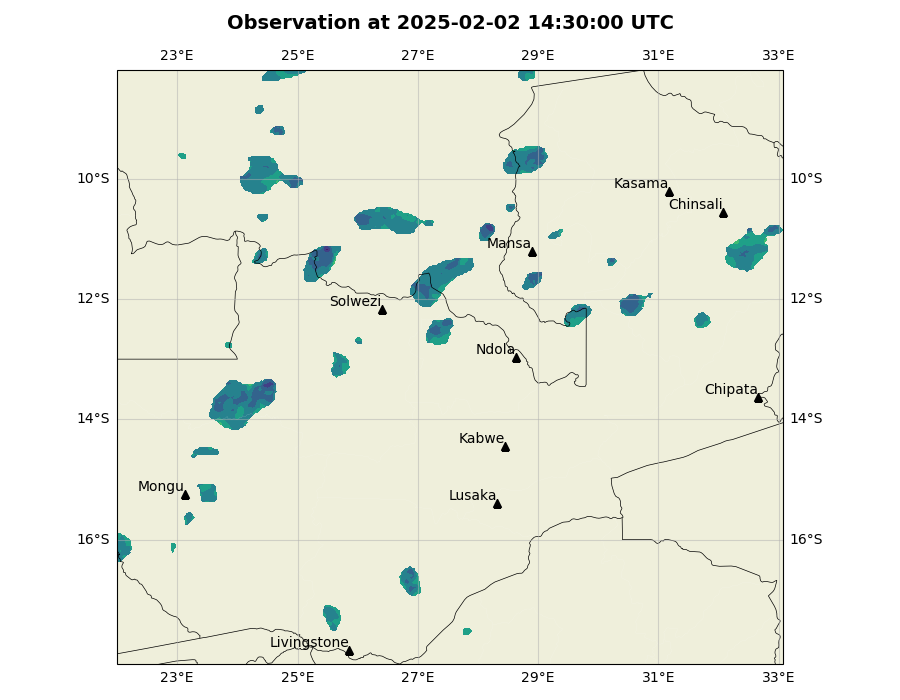 Observation at 2025-02-02 14:30:00 UTC
23°E 25°E 27°E 29°E 31°E 33°E
10°S 10°S
Kasama
Chinsali
Mansa
12°S 12°S
Solwezi
Ndola
Chipata
14°S 14°S
Kabwe
Mongu
Lusaka
16°S 16°S
Livingstone
23°E 25°E 27°E 29°E 31°E 33°E